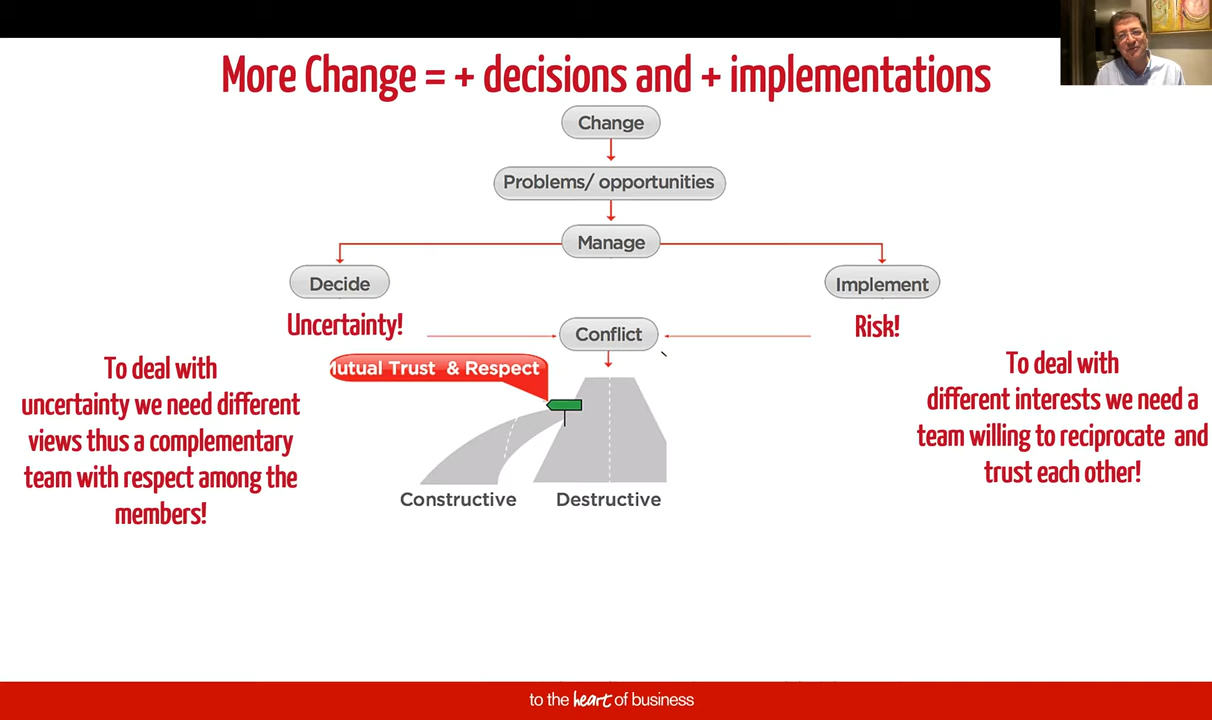 More Change = + decisions and + implementations
Change
Problems/ opportunities
Manage
Decide
Implement
Uncertainty!
Conflict
Risk!
Mutual Trust & Respect
To deal with
uncertainty we need different
views thus a complementary
team with respect among the
members!
To deal with
different interests we need a
team willing to reciprocate and
trust each other!
Constructive
Destructive
to the heart of business